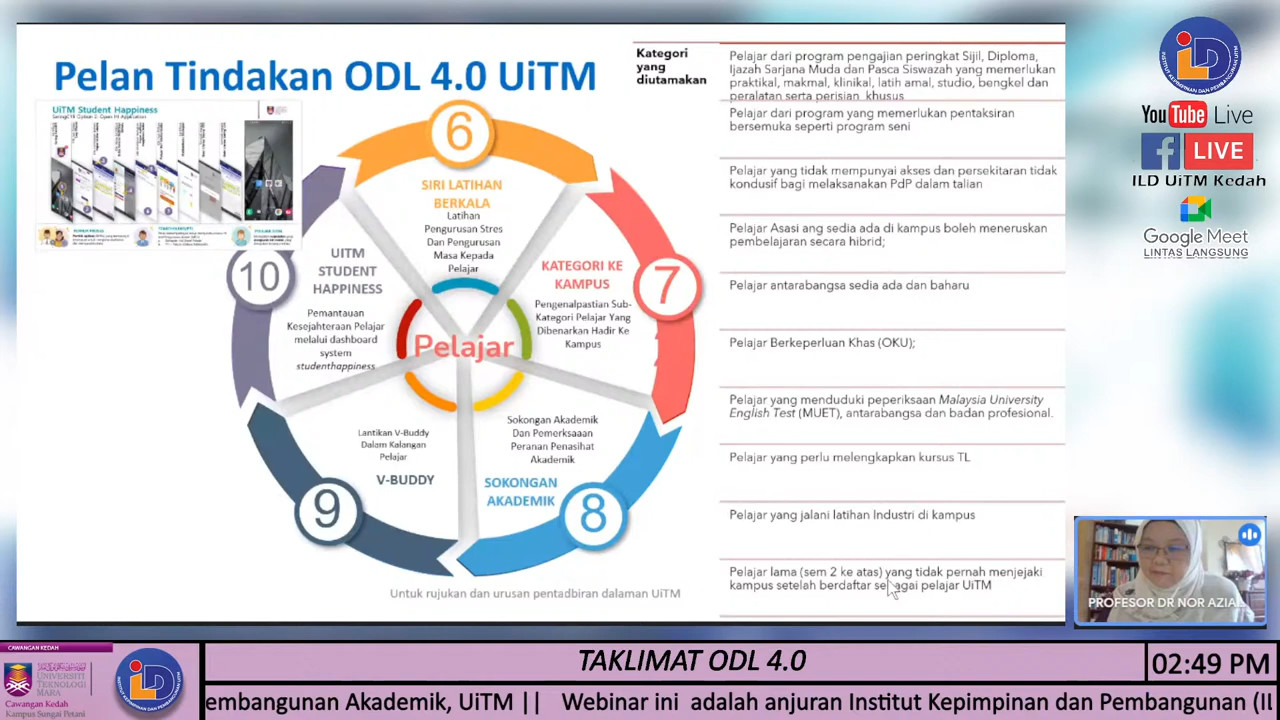 Pelan Tindakan ODL 4.0 UiTM
UiTM Student Happiness
6
SIRI LATIHAN
BERKALA
Latihan
Pengurusan Stres
Dan Pengurusan
Masa Kepada
Pelajar
7
KATEGORI KE
KAMPUS
Pengenalpastian Sub-
Kategori Pelajar Yang
Dibenarkan Hadir Ke
Kampus
8
Sokongan Akademik
Dan Pemerksaaan
Peranan Penasihat
Akademik
SOKONGAN
AKADEMIK
9
Lantikan V-Buddy
Dalam Kalangan
Pelajar
V-BUDDY
10
UITM
STUDENT
HAPPINESS
Pemantauan
Kesejahteraan Pelajar
melalui dashboard
system
studenthappiness
Pelajar
Untuk rujukan dan urusan pentadbiran dalaman UiTM
Kategori
yang
diutamakan
Pelajar dari program pengajian peringkat Sijil, Diploma,
Ijazah Sarjana Muda dan Pasca Siswazah yang memerlukan
praktikal, makmal, klinikal, latih amal, studio, bengkel dan
peralatan serta perisian khusus
Pelajar dari program yang memerlukan pentaksiran
bersemuka seperti program seni
Pelajar yang tidak mempunyai akses dan persekitaran tidak
kondusif bagi melaksanakan PdP dalam talian
Pelajar Asasi ang sedia ada di kampus boleh meneruskan
pembelajaran secara hibrid;
Pelajar antarabangsa sedia ada dan baharu
Pelajar Berkeperluan Khas (OKU);
Pelajar yang menduduki peperiksaan Malaysia University
English Test (MUET), antarabangsa dan badan profesional.
Pelajar yang perlu melengkapkan kursus TL
Pelajar yang jalani latihan Industri di kampus
Pelajar lama (sem 2 ke atas) yang tidak pernah menjejaki
kampus setelah berdaftar sebagai pelajar UiTM
ILD
INSTITUT KEPIMPINAN DAN PEMBANGUNAN
YouTube Live
f LIVE
ILD UiTM Kedah
Google Meet
LINTAS LANGSUNG
PROFESOR DR NOR AZIAL
CAWANGAN KEDAH
UNIVERSITI
TEKNOLOGI
MARA
Cawangan Kedah
Kampus Sungai Petani
TAKLIMAT ODL 4.0
02:49 PM
embangunan Akademik, UiTM || Webinar ini adalah anjuran Institut Kepimpinan dan Pembangunan (IL